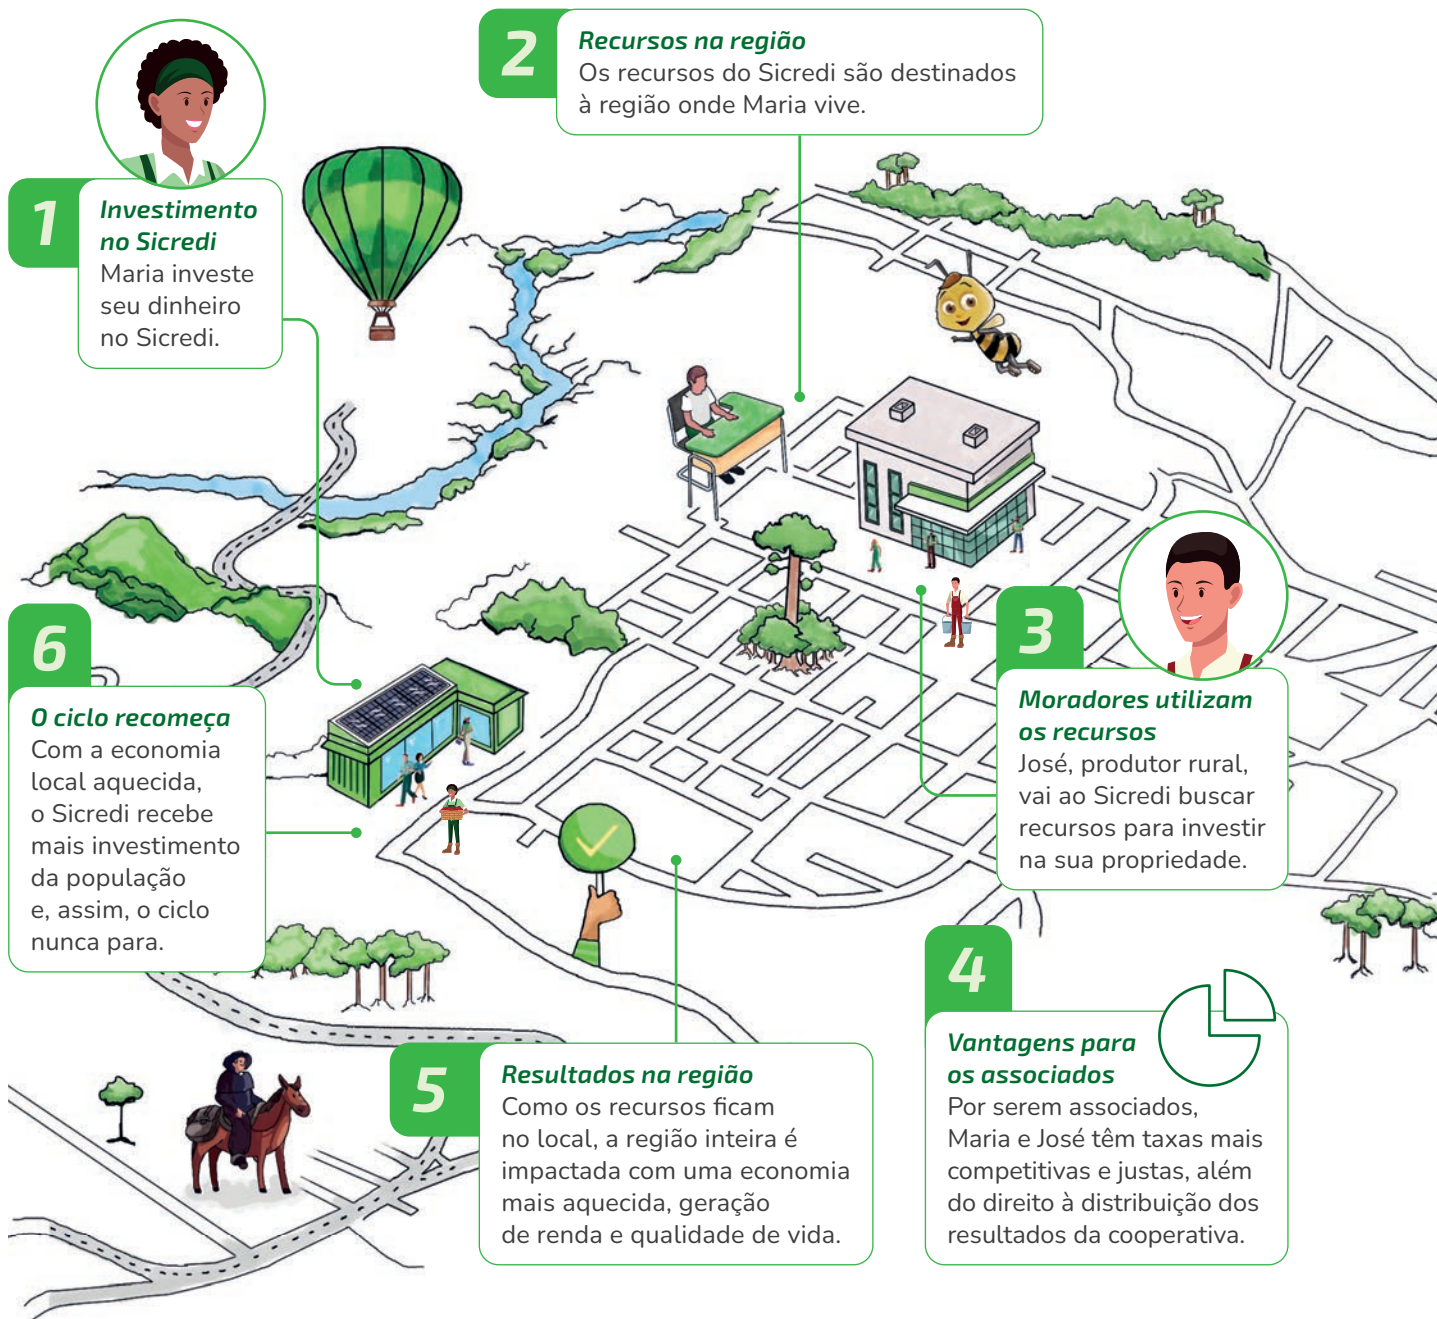 1
Investimento
no Sicredi
Maria investe
seu dinheiro
no Sicredi.
2
Recursos na região
Os recursos do Sicredi são destinados
à região onde Maria vive.
3
Moradores utilizam
os recursos
José, produtor rural,
vai ao Sicredi buscar
recursos para investir
na sua propriedade.
4
Vantagens para
os associados
Por serem associados,
Maria e José têm taxas mais
competitivas e justas, além
do direito à distribuição dos
resultados da cooperativa.
5
Resultados na região
Como os recursos ficam
no local, a região inteira é
impactada com uma economia
mais aquecida, geração
de renda e qualidade de vida.
6
O ciclo recomeça
Com a economia
local aquecida,
o Sicredi recebe
mais investimento
da população
e, assim, o ciclo
nunca para.